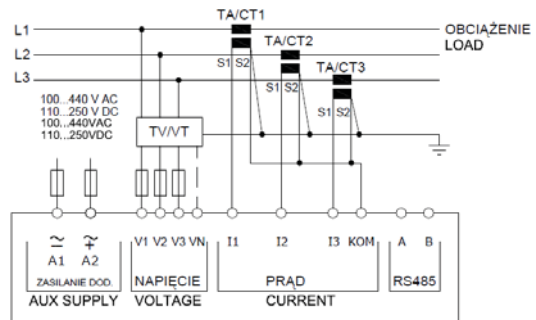 TA/CT1
L1
OBCIĄŻENIE
LOAD
TA/CT2
L2
S1 S2
TA/CT3
L3
S1 S2
100...440 V AC
110...250 V DC
100...440VAC
110...250VDC
S1 S2
TV/VT
A1 A2
V1 V2 V3 VN I1 I2 I3 KOM A B
ZASILANIE DOD. NAPIĘCIE PRĄD RS485
AUX SUPPLY VOLTAGE CURRENT